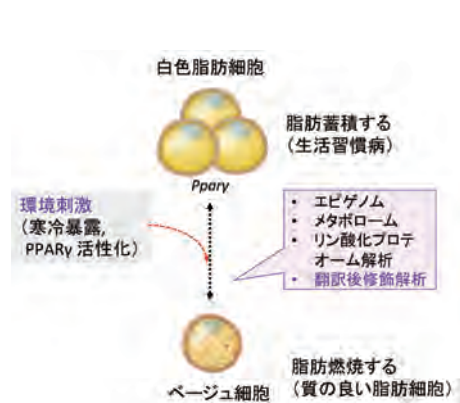 白色脂肪細胞
脂肪蓄積する
(生活習慣病)
Pparγ
環境刺激
(寒冷暴露,
PPARγ 活性化)
• エピゲノム
• メタボローム
• リン酸化プロテ
オーム解析
• 翻訳後修飾解析
脂肪燃焼する
(質の良い脂肪細胞)
ベージュ細胞